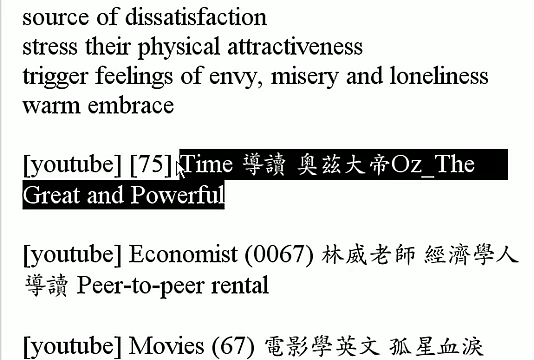 source of dissatisfaction
stress their physical attractiveness
trigger feelings of envy, misery and loneliness
warm embrace
[youtube] [75] Time 導讀 奧茲大帝Oz_The
Great and Powerful
[youtube] Economist (0067) 林威老師 經濟學人
導讀 Peer-to-peer rental
[youtube] Movies (67) 電影學英文 孤星血淚